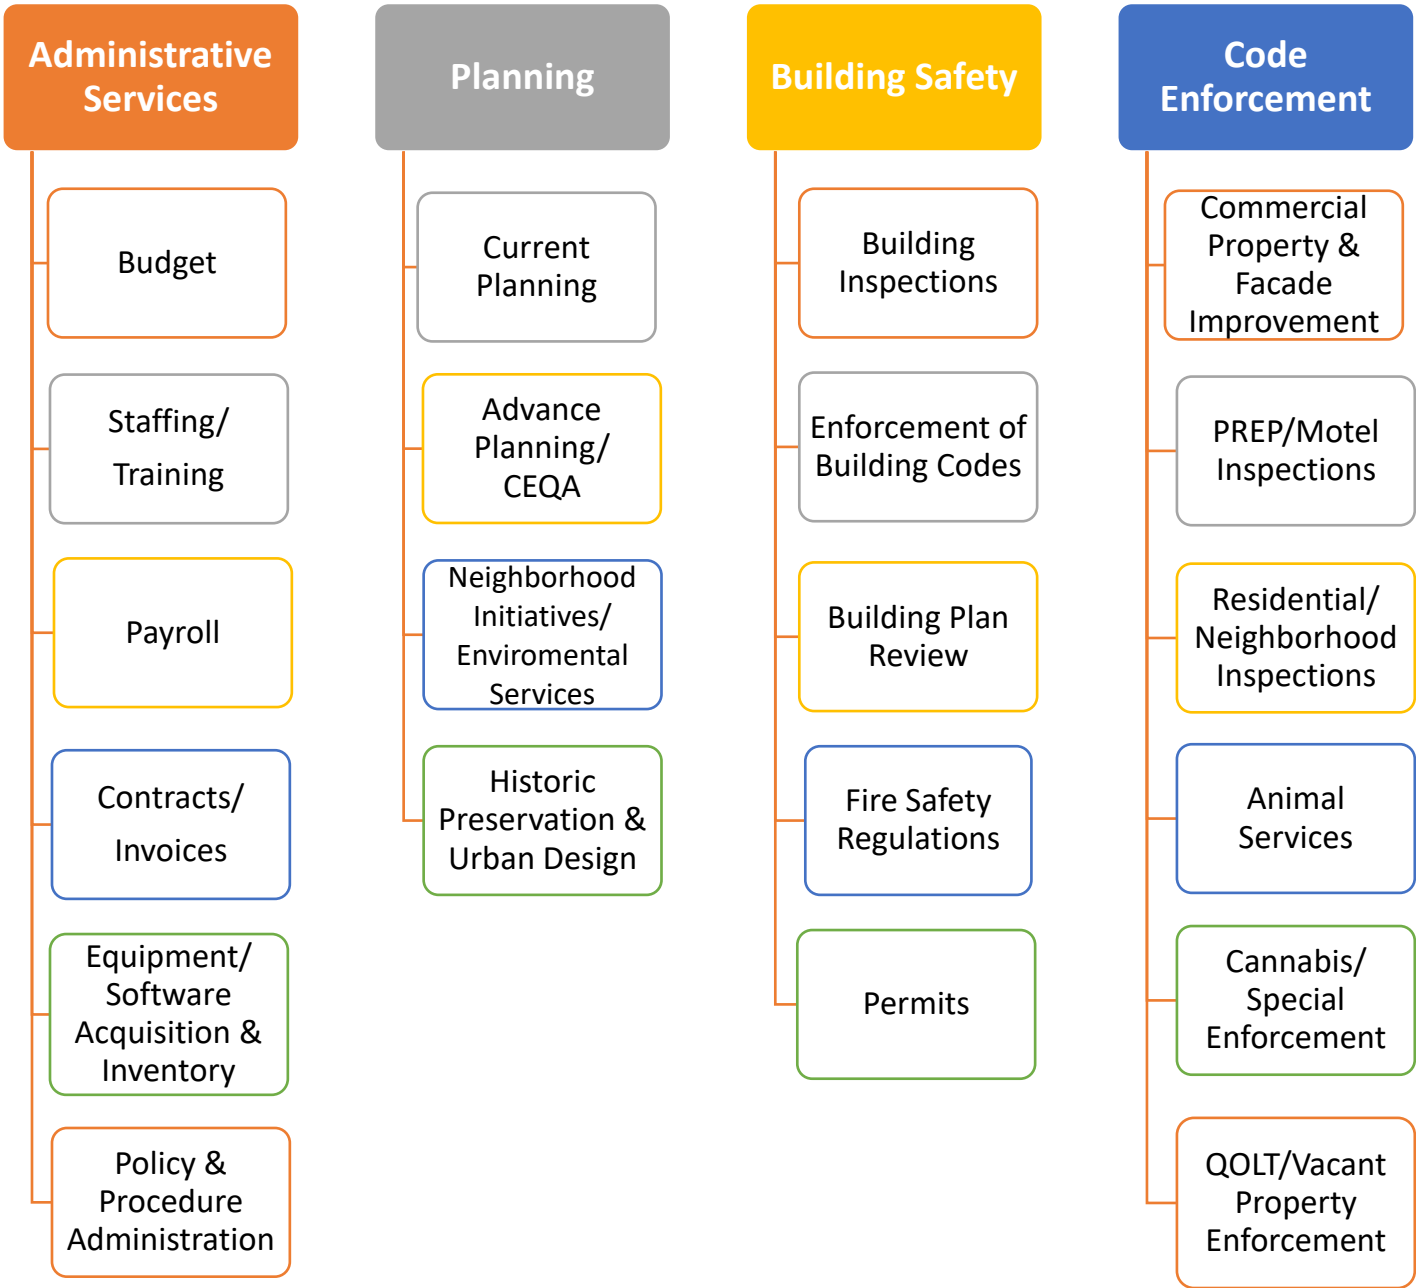 Administrative
Services
Budget
Staffing/
Training
Payroll
Contracts/
Invoices
Equipment/
Software
Acquisition &
Inventory
Policy &
Procedure
Administration
Planning
Current
Planning
Advance
Planning/
CEQA
Neighborhood
Initiatives/
Enviromental
Services
Historic
Preservation &
Urban Design
Building Safety
Building
Inspections
Enforcement of
Building Codes
Building Plan
Review
Fire Safety
Regulations
Permits
Code
Enforcement
Commercial
Property &
Facade
Improvement
PREP/Motel
Inspections
Residential/
Neighborhood
Inspections
Animal
Services
Cannabis/
Special
Enforcement
QOLT/Vacant
Property
Enforcement